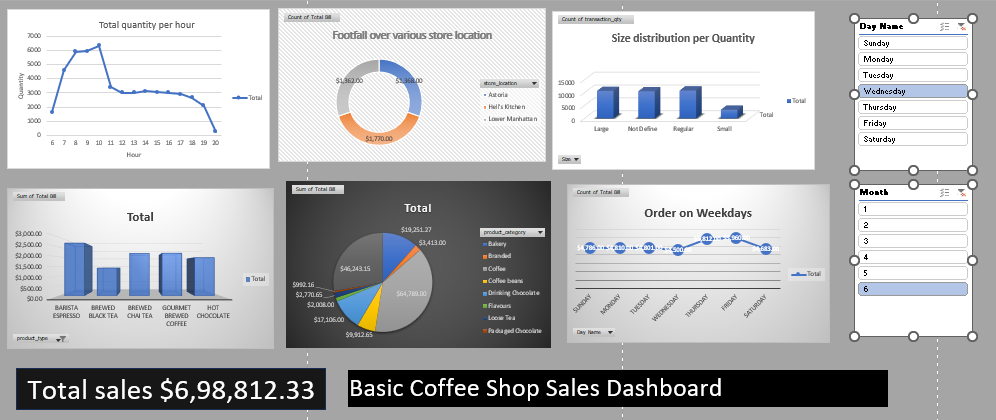 Total quantity per hour
Quantity
7000
6000
5000
4000
3000
2000
1000
0
6 7 8 9 10 11 12 13 14 15 16 17 18 19 20
Hour
Total
Count of Total Bill
Footfall over various store location
$1,362.00
$1,770.00
store_location
Astoria
Hell's Kitchen
Lower Manhattan
Count of transaction_qty
Size distribution per Quantity
15000
10000
5000
0
Large Not Define Regular Small
Total
Total
Size
Day Name
Sunday
Monday
Tuesday
Wednesday
Thursday
Friday
Saturday
Sum of Total Bill
Total
$3,000.00
$2,500.00
$2,000.00
$1,500.00
$1,000.00
$500.00
$0.00
BARISTA ESPRESSO
BREWED BLACK TEA
BREWED CHAI TEA
GOURMET BREWED COFFEE
HOT CHOCOLATE
Total
product_type
Sum of Total Bill
Total
$19,251.27
$3,413.00
$46,243.15
$64,789.00
$992.16
$2,770.65
$2,008.00
$17,106.00
$9,912.65
product_category
Bakery
Branded
Coffee
Coffee beans
Drinking Chocolate
Flavours
Loose Tea
Packaged Chocolate
Count of Total Bill
Order on Weekdays
SUNDAY
MONDAY
TUESDAY
WEDNESDAY
THURSDAY
FRIDAY
SATURDAY
Total
Day Name
Month
1
2
3
4
5
6
Total sales $6,98,812.33
Basic Coffee Shop Sales Dashboard